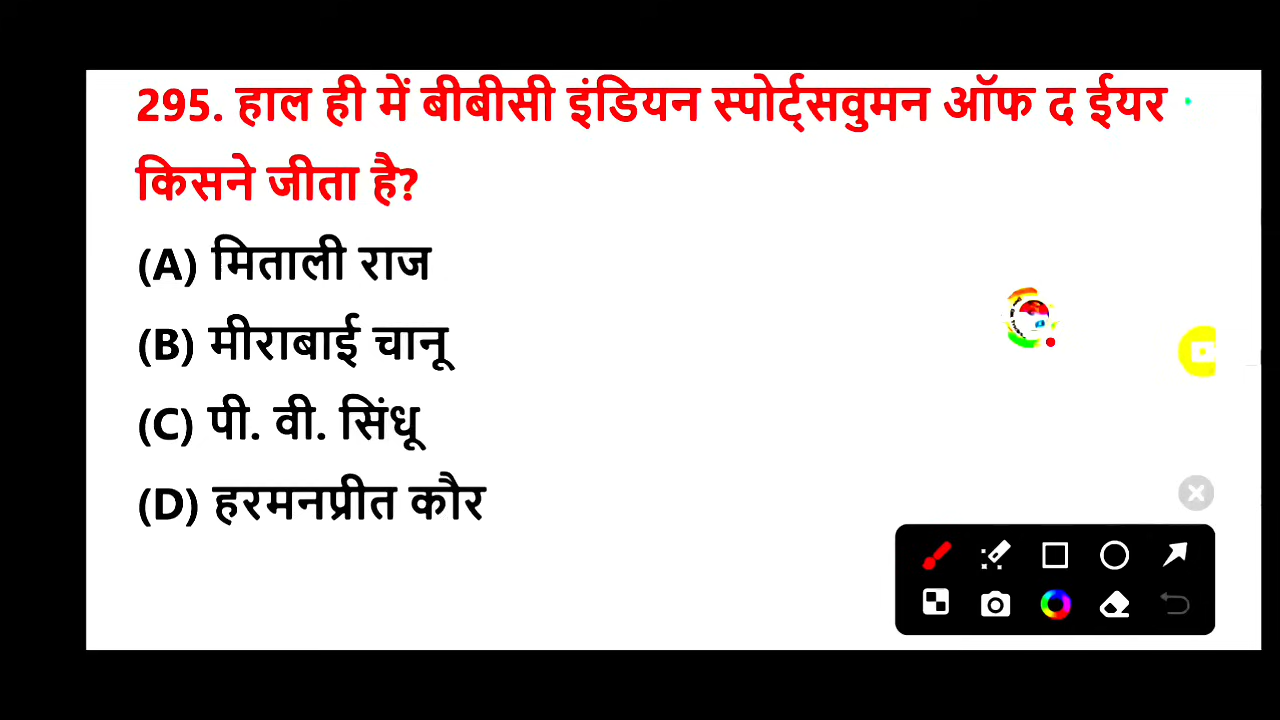 295. हाल ही में बीबीसी इंडियन स्पोर्ट्सवुमन ऑफ द ईयर
किसने जीता है?
(A) मिताली राज
(B) मीराबाई चानू
(C) पी. वी. सिंधू
(D) हरमनप्रीत कौर